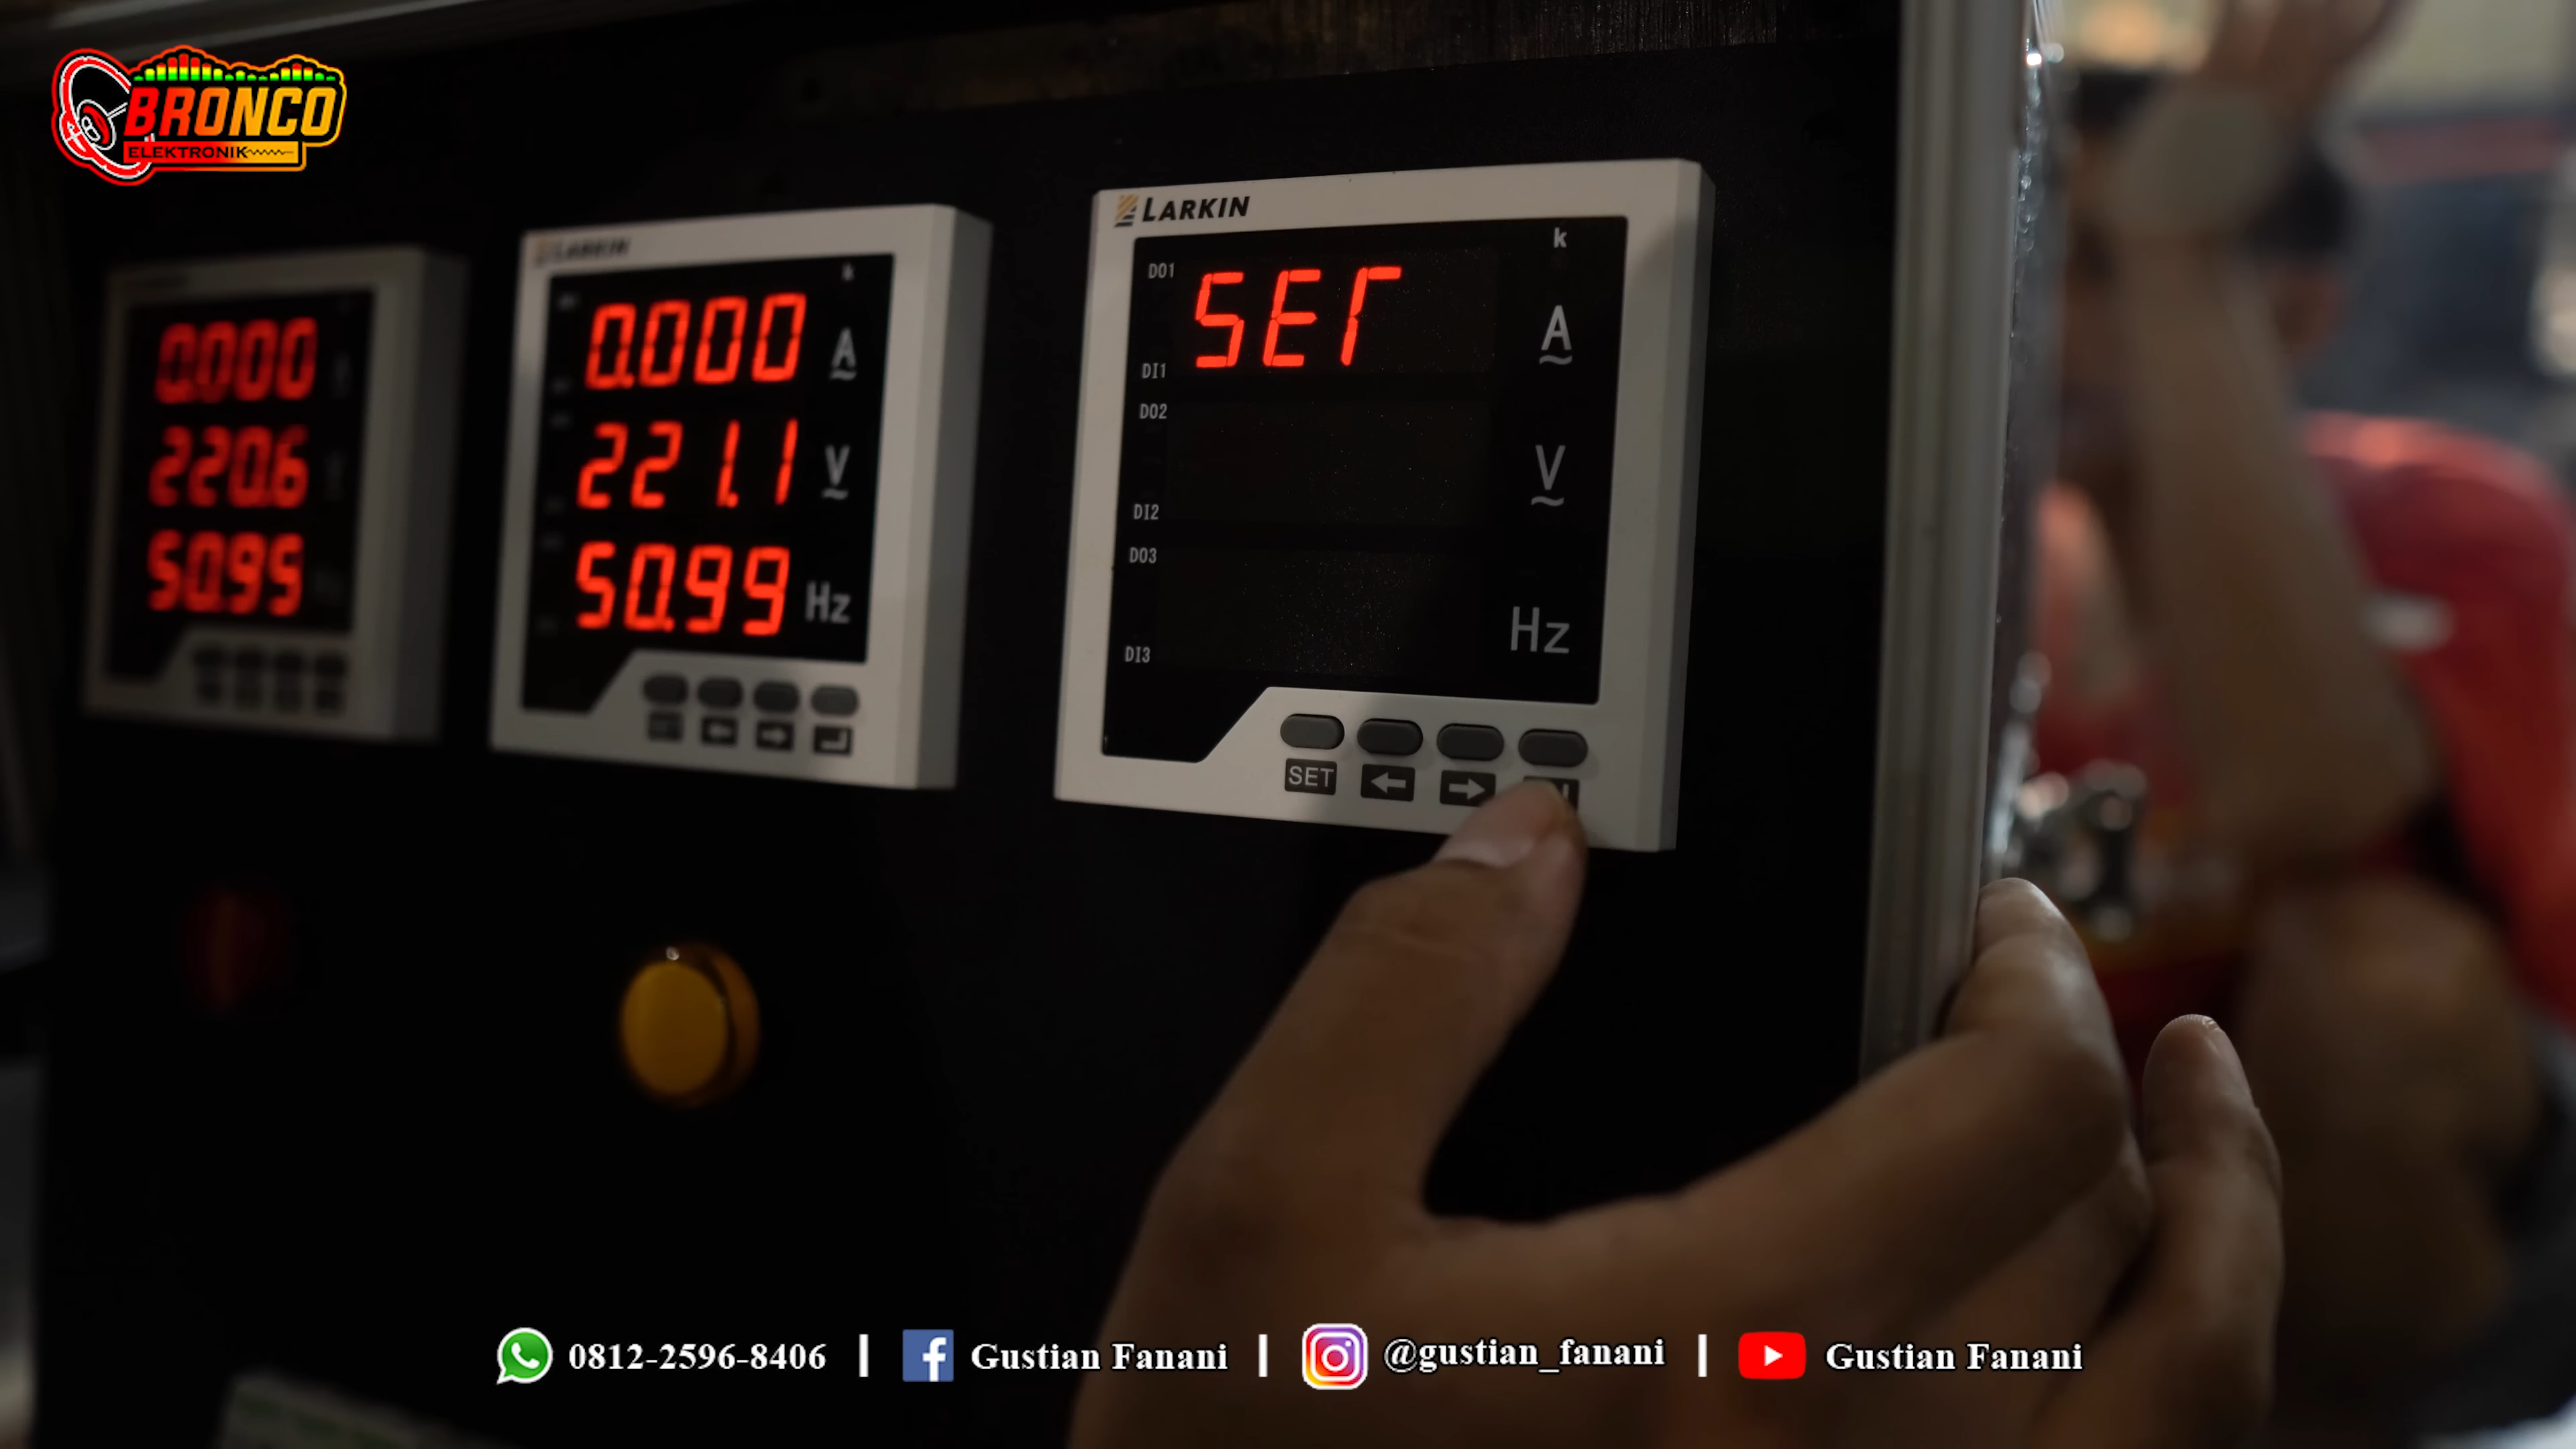 BRONCO
ELEKTRONIK
0.000
220.6
50.95
LARKIN
k
0.000 A
221.1 V
50.99 Hz
LARKIN
k
DO1
SET
A
DI1
DO2
V
DI2
DO3
Hz
DI3
SET
0812-2596-8406 | Gustian Fanani | @gustian_fanani | Gustian Fanani